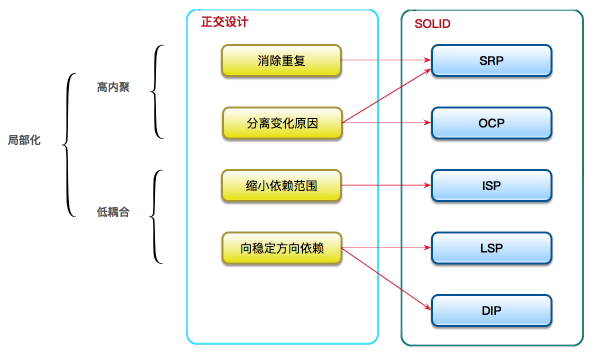 正交设计
SOLID
消除重复
SRP
高内聚
分离变化原因
OCP
局部化
缩小依赖范围
ISP
低耦合
向稳定方向依赖
LSP
DIP